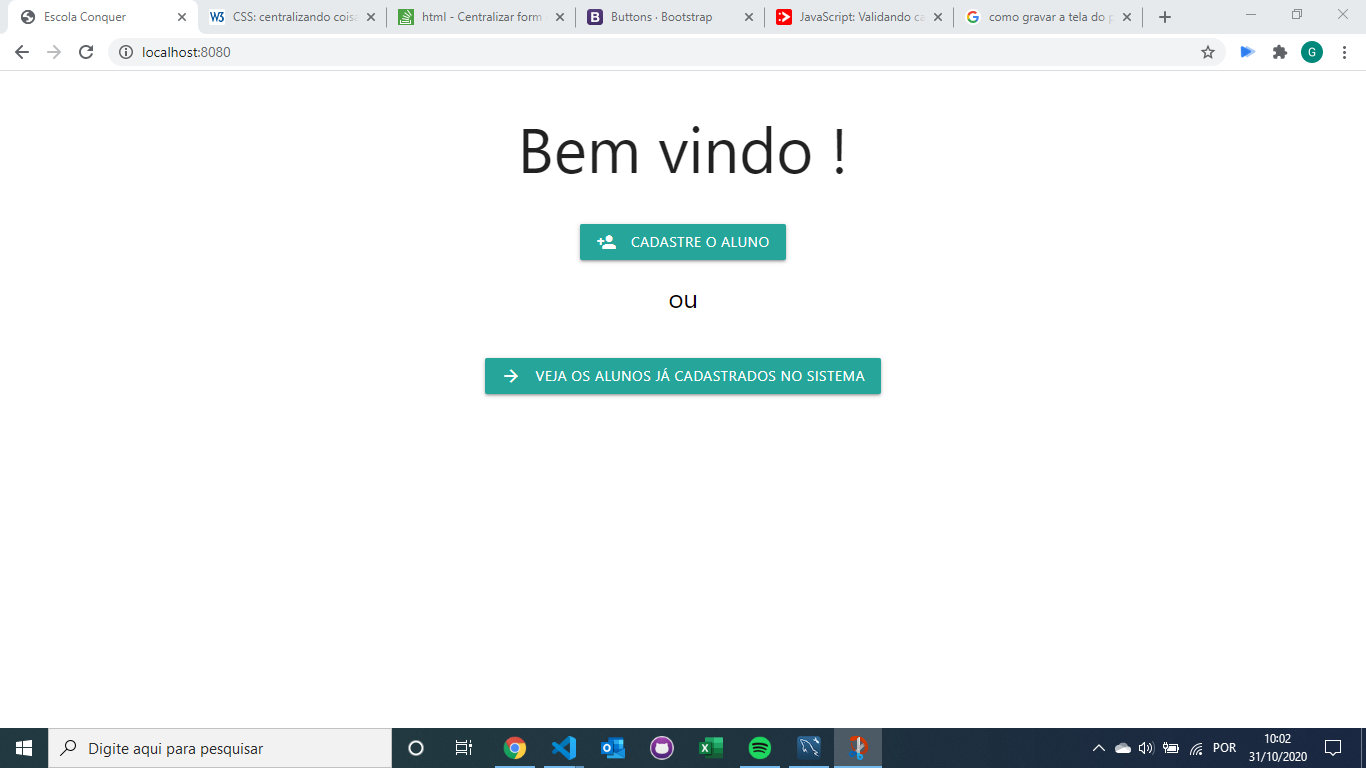 Escola Conquer
CSS: centralizando coisa
html - Centralizar form
Buttons · Bootstrap
JavaScript: Validando ca
como gravar a tela do p
localhost:8080
G
Bem vindo !
CADASTRE O ALUNO
ou
VEJA OS ALUNOS JÁ CADASTRADOS NO SISTEMA
Digite aqui para pesquisar
POR
10:02
31/10/2020